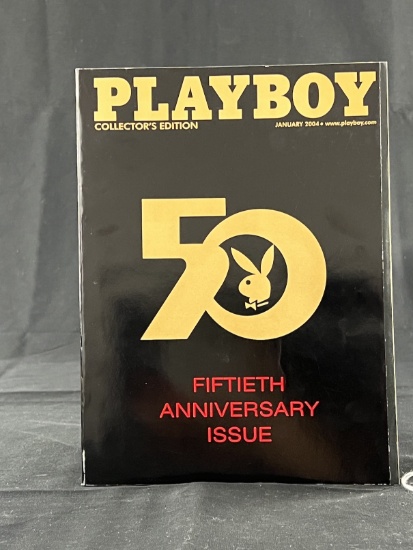 PLAYBOY
COLLECTOR'S EDITION JANUARY 2004 • www.playboy.com
50
FIFTIETH
ANNIVERSARY
ISSUE